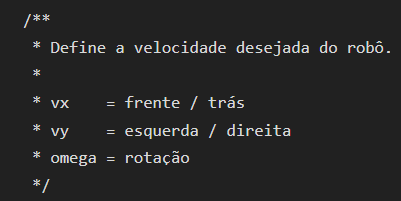 /**
 * Define a velocidade desejada do robô.
 *
 * vx    = frente / trás
 * vy    = esquerda / direita
 * omega = rotação
 */